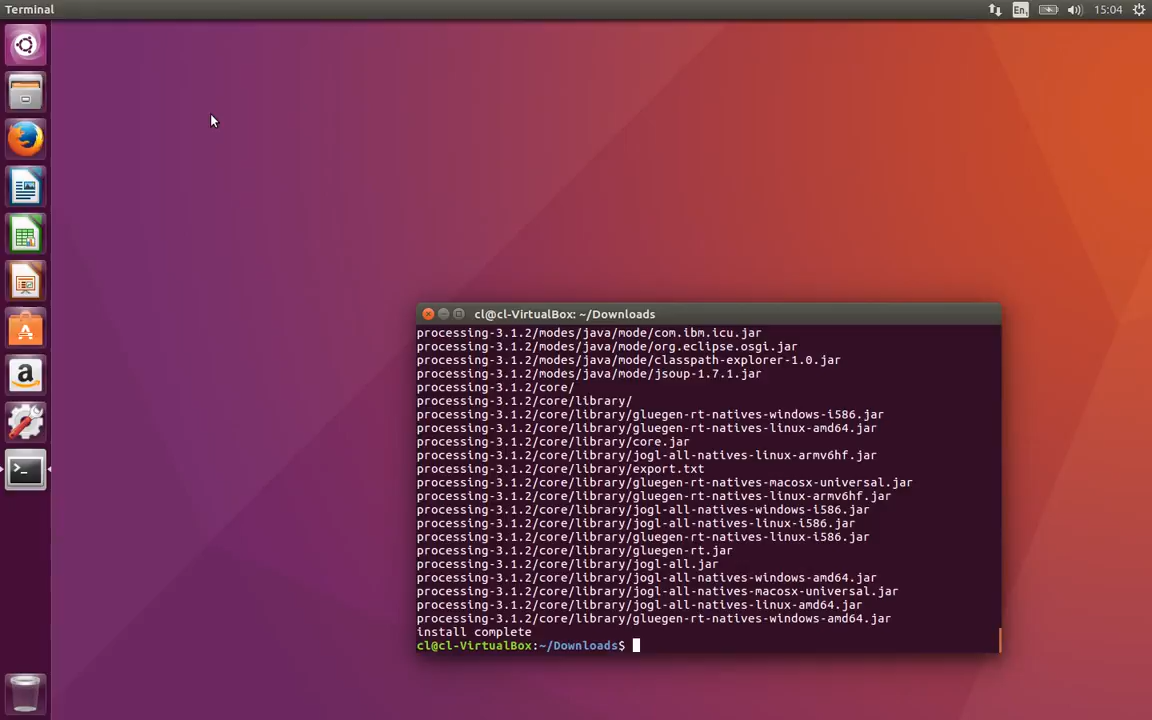 Terminal
En
15:04
cl@cl-VirtualBox: ~/Downloads
processing-3.1.2/modes/java/mode/com.ibm.icu.jar
processing-3.1.2/modes/java/mode/org.eclipse.osgi.jar
processing-3.1.2/modes/java/mode/classpath-explorer-1.0.jar
processing-3.1.2/modes/java/mode/jsoup-1.7.1.jar
processing-3.1.2/core/
processing-3.1.2/core/library/
processing-3.1.2/core/library/gluegen-rt-natives-windows-i586.jar
processing-3.1.2/core/library/gluegen-rt-natives-linux-amd64.jar
processing-3.1.2/core/library/core.jar
processing-3.1.2/core/library/jogl-all-natives-linux-armv6hf.jar
processing-3.1.2/core/library/export.txt
processing-3.1.2/core/library/gluegen-rt-natives-macosx-universal.jar
processing-3.1.2/core/library/gluegen-rt-natives-linux-armv6hf.jar
processing-3.1.2/core/library/jogl-all-natives-windows-i586.jar
processing-3.1.2/core/library/jogl-all-natives-linux-i586.jar
processing-3.1.2/core/library/gluegen-rt-natives-linux-i586.jar
processing-3.1.2/core/library/gluegen-rt.jar
processing-3.1.2/core/library/jogl-all.jar
processing-3.1.2/core/library/jogl-all-natives-windows-amd64.jar
processing-3.1.2/core/library/jogl-all-natives-macosx-universal.jar
processing-3.1.2/core/library/jogl-all-natives-linux-amd64.jar
processing-3.1.2/core/library/gluegen-rt-natives-windows-amd64.jar
install complete
cl@cl-VirtualBox:~/Downloads$